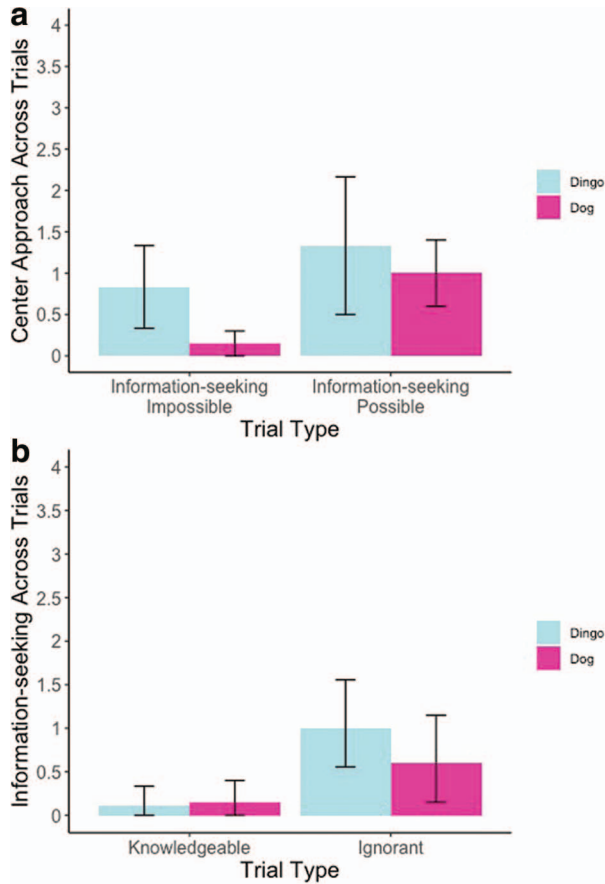 a
Center Approach Across Trials
4
3.5
3
2.5
2
1.5
1
0.5
0
Information-seeking Impossible
Information-seeking Possible
Trial Type
Dingo
Dog
b
Information-seeking Across Trials
4
3.5
3
2.5
2
1.5
1
0.5
0
Knowledgeable
Ignorant
Trial Type
Dingo
Dog